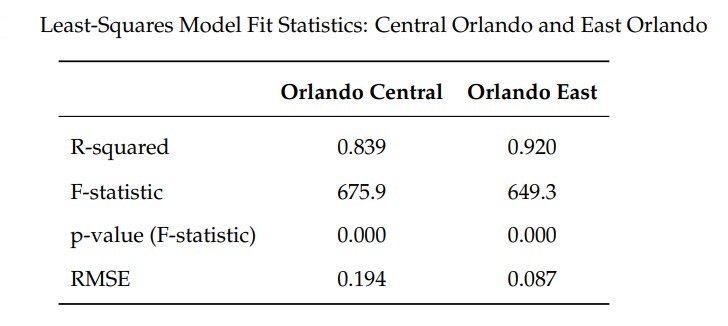 Least-Squares Model Fit Statistics: Central Orlando and East Orlando
Orlando Central Orlando East
R-squared 0.839 0.920
F-statistic 675.9 649.3
p-value (F-statistic) 0.000 0.000
RMSE 0.194 0.087